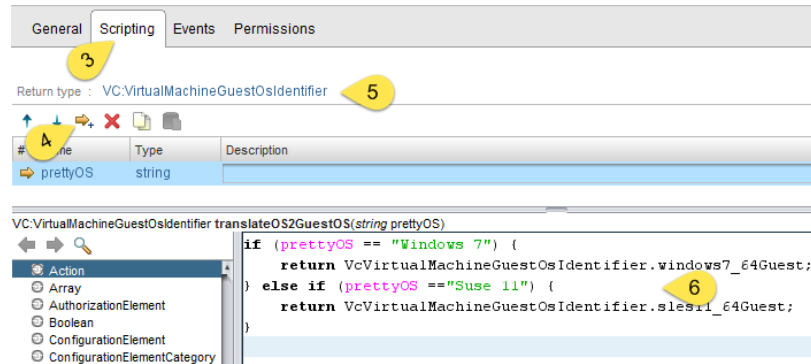 General Scripting Events Permissions
3
Return type : VC:VirtualMachineGuestOsIdentifier 5
4
# Type Description
prettyOS string
VC:VirtualMachineGuestOsIdentifier translateOS2GuestOS(string prettyOS)
if (prettyOS == "Windows 7") {
Action return VcVirtualMachineGuestOsIdentifier.windows7_64Guest;
Array } else if (prettyOS =="Suse 11") { 6
AuthorizationElement return VcVirtualMachineGuestOsIdentifier.sles11_64Guest;
Boolean }
ConfigurationElement
ConfigurationElementCategory